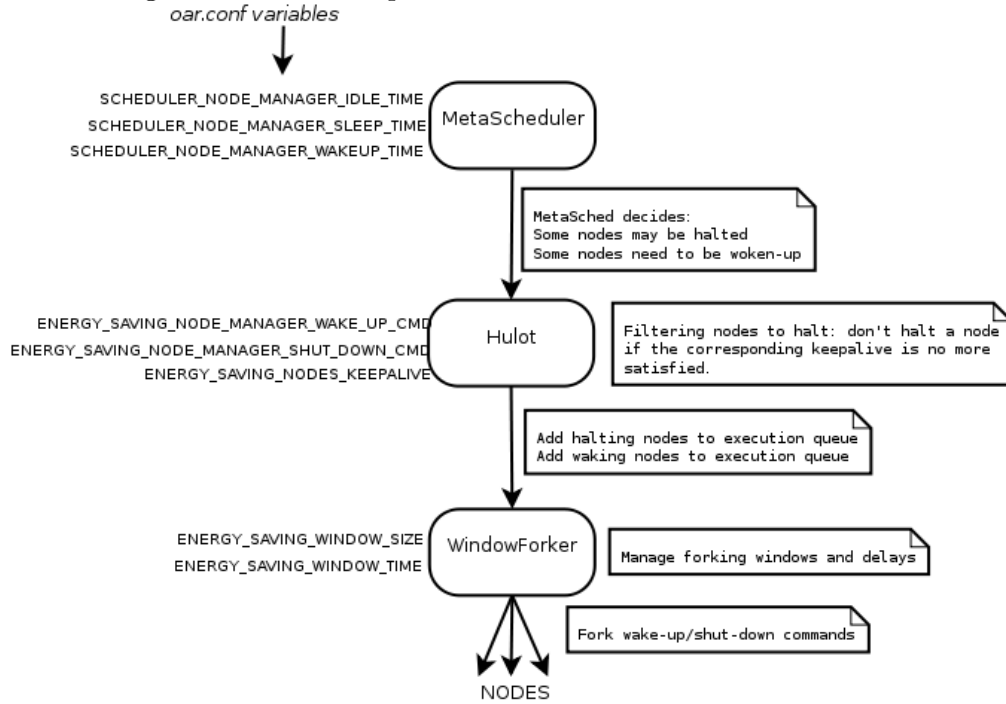 oar.conf variables
SCHEDULER_NODE_MANAGER_IDLE_TIME
SCHEDULER_NODE_MANAGER_SLEEP_TIME
SCHEDULER_NODE_MANAGER_WAKEUP_TIME
MetaScheduler
MetaSched decides:
Some nodes may be halted
Some nodes need to be woken-up
ENERGY_SAVING_NODE_MANAGER_WAKE_UP_CMD
ENERGY_SAVING_NODE_MANAGER_SHUT_DOWN_CMD
ENERGY_SAVING_NODES_KEEPALIVE
Hulot
Filtering nodes to halt: don't halt a node
if the corresponding keepalive is no more
satisfied.
Add halting nodes to execution queue
Add waking nodes to execution queue
ENERGY_SAVING_WINDOW_SIZE
ENERGY_SAVING_WINDOW_TIME
WindowForker
Manage forking windows and delays
Fork wake-up/shut-down commands
NODES